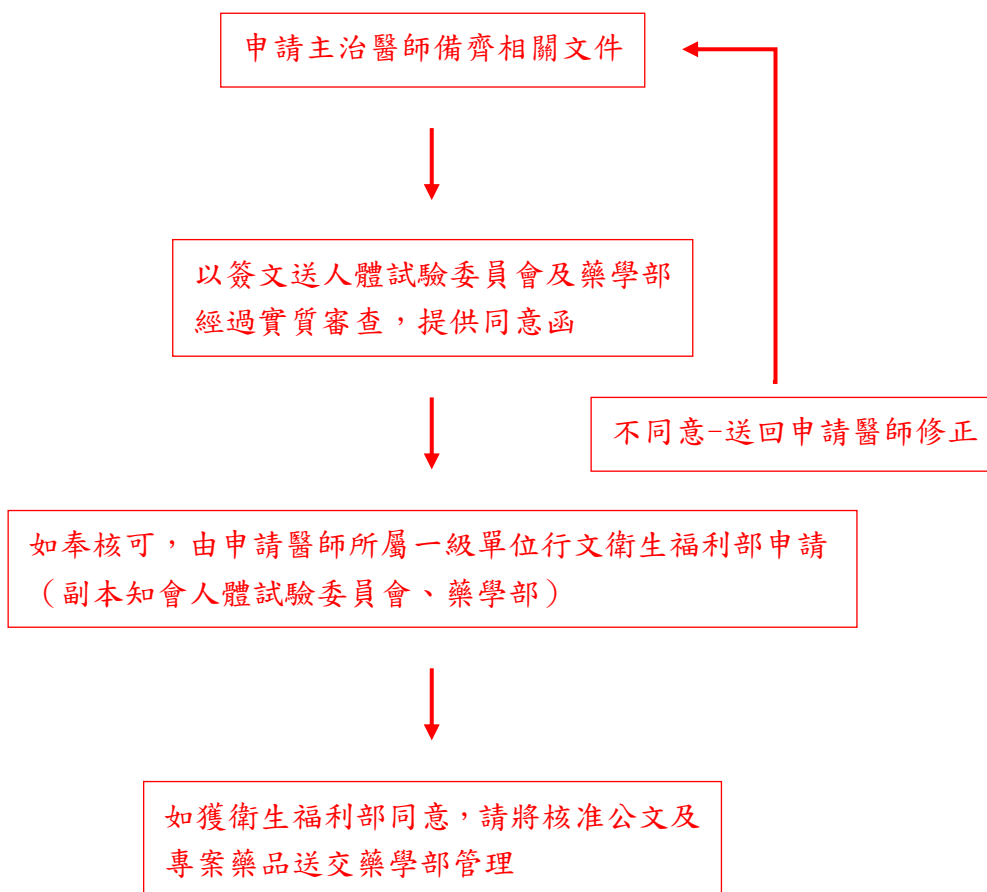 申請主治醫師備齊相關文件
以簽文送人體試驗委員會及藥學部
經過實質審查，提供同意函
不同意-送回申請醫師修正
如奉核可，由申請醫師所屬一級單位行文衛生福利部申請
（副本知會人體試驗委員會、藥學部）
如獲衛生福利部同意，請將核准公文及
專案藥品送交藥學部管理